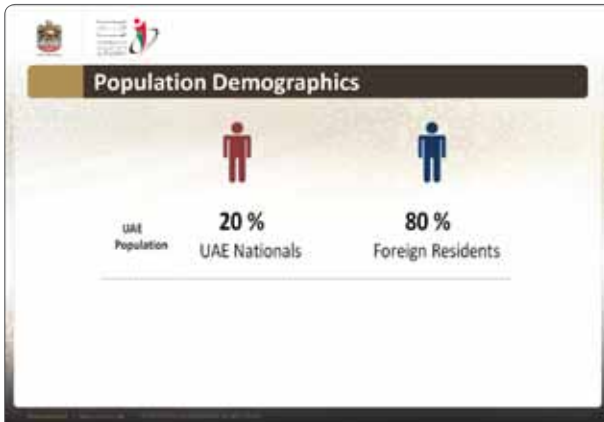 Population Demographics
UAE
Population
20 %
UAE Nationals
80 %
Foreign Residents